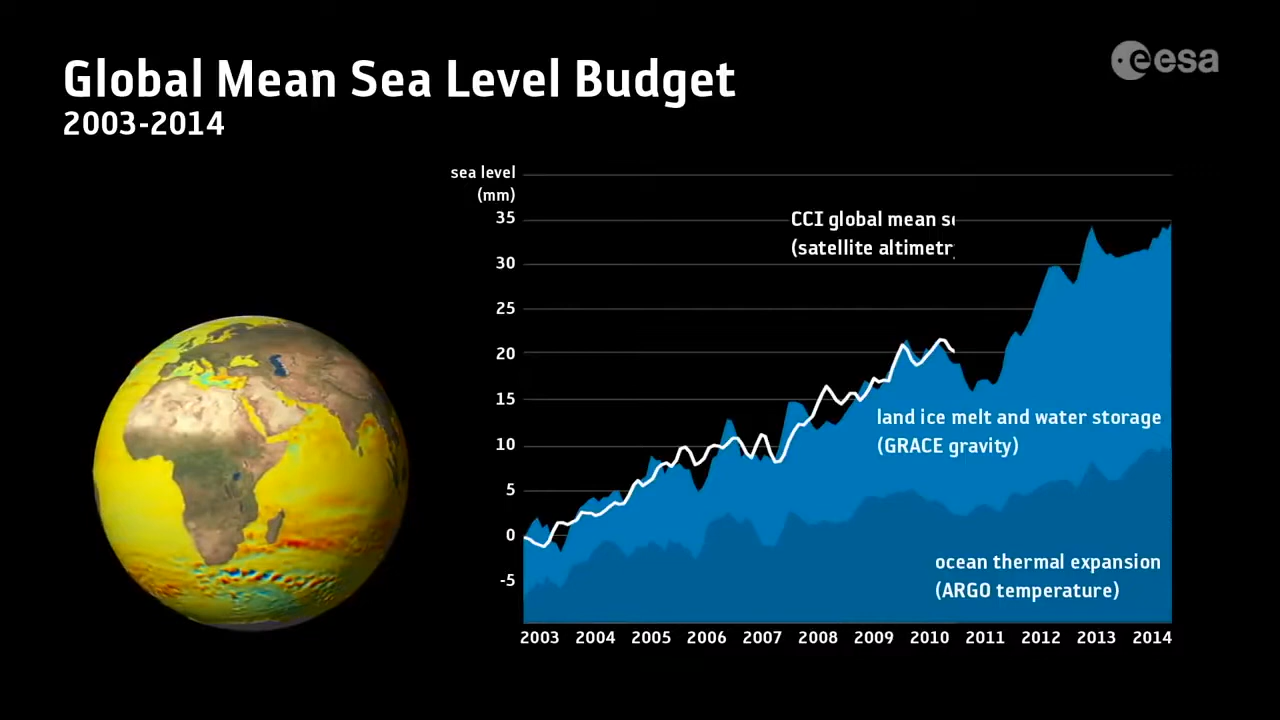 Global Mean Sea Level Budget
2003-2014
esa
sea level
(mm)
35
30
25
20
15
10
5
0
-5
CCI global mean
(satellite
land ice melt and water storage
(GRACE gravity)
ocean thermal expansion
(ARGO temperature)
2003 2004 2005 2006 2007 2008 2009 2010 2011 2012 2013 2014